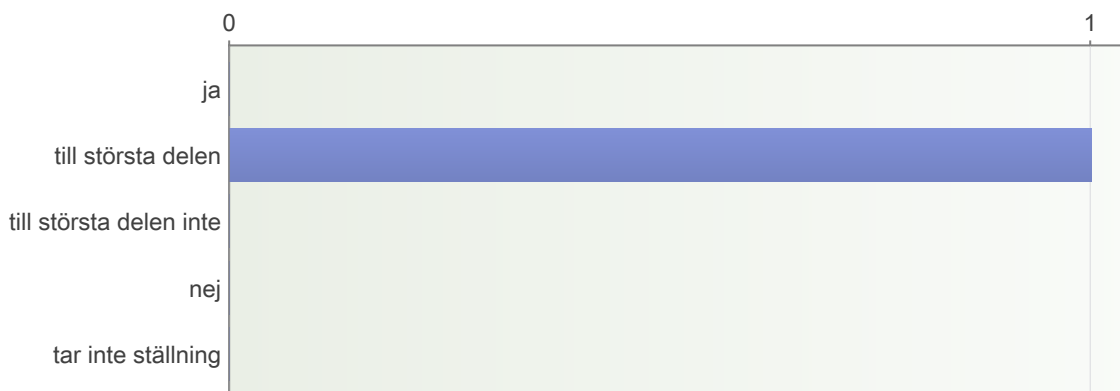 0 1
ja
till största delen
till största delen inte
nej
tar inte ställning